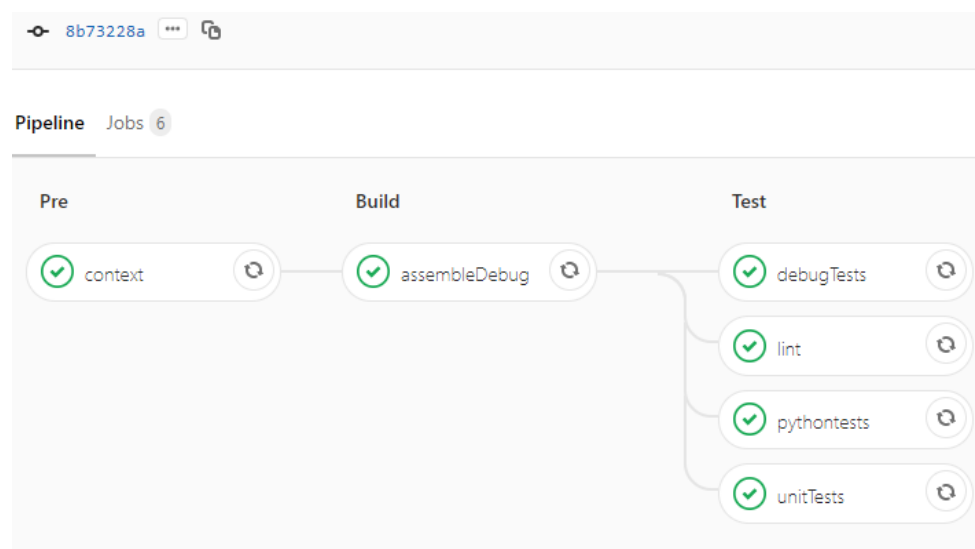 8b73228a
Pipeline Jobs 6
Pre Build Test
context assembleDebug debugTests
lint
pythontests
unitTests